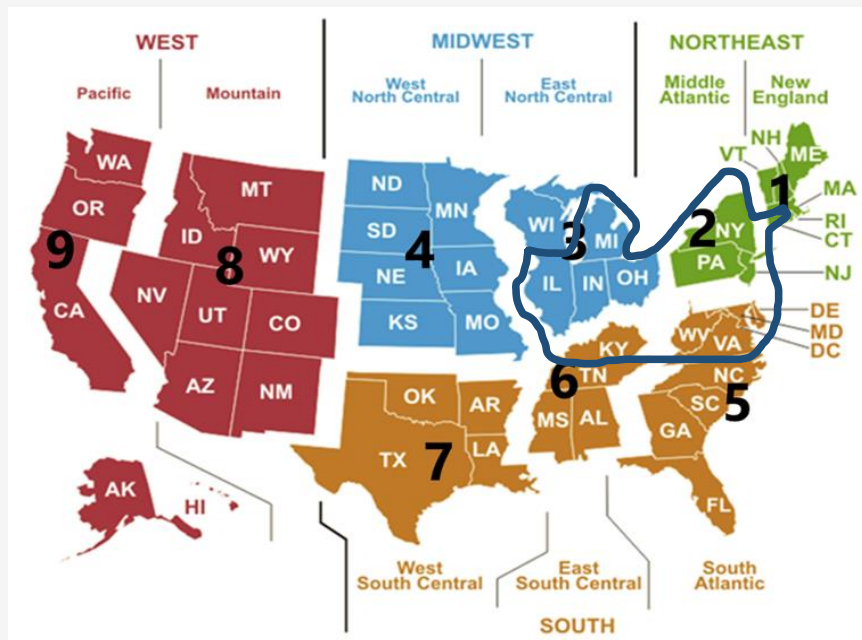 WEST
MIDWEST
NORTHEAST
Pacific
Mountain
West
North Central
East
North Central
Middle
Atlantic
New
England
NH
VT
ME
MA
RI
CT
NJ
WA
OR
CA
9
MT
ID
WY
8
NV
UT
CO
AZ
NM
AK
HI
ND
SD
NE
KS
MN
IA
MO
4
WI
MI
3
IL
IN
OH
1
2
NY
PA
DE
MD
DC
WV
VA
KY
TN
6
NC
SC
5
GA
FL
MS
AL
OK
AR
TX
LA
7
West
South Central
East
South Central
South
Atlantic
SOUTH